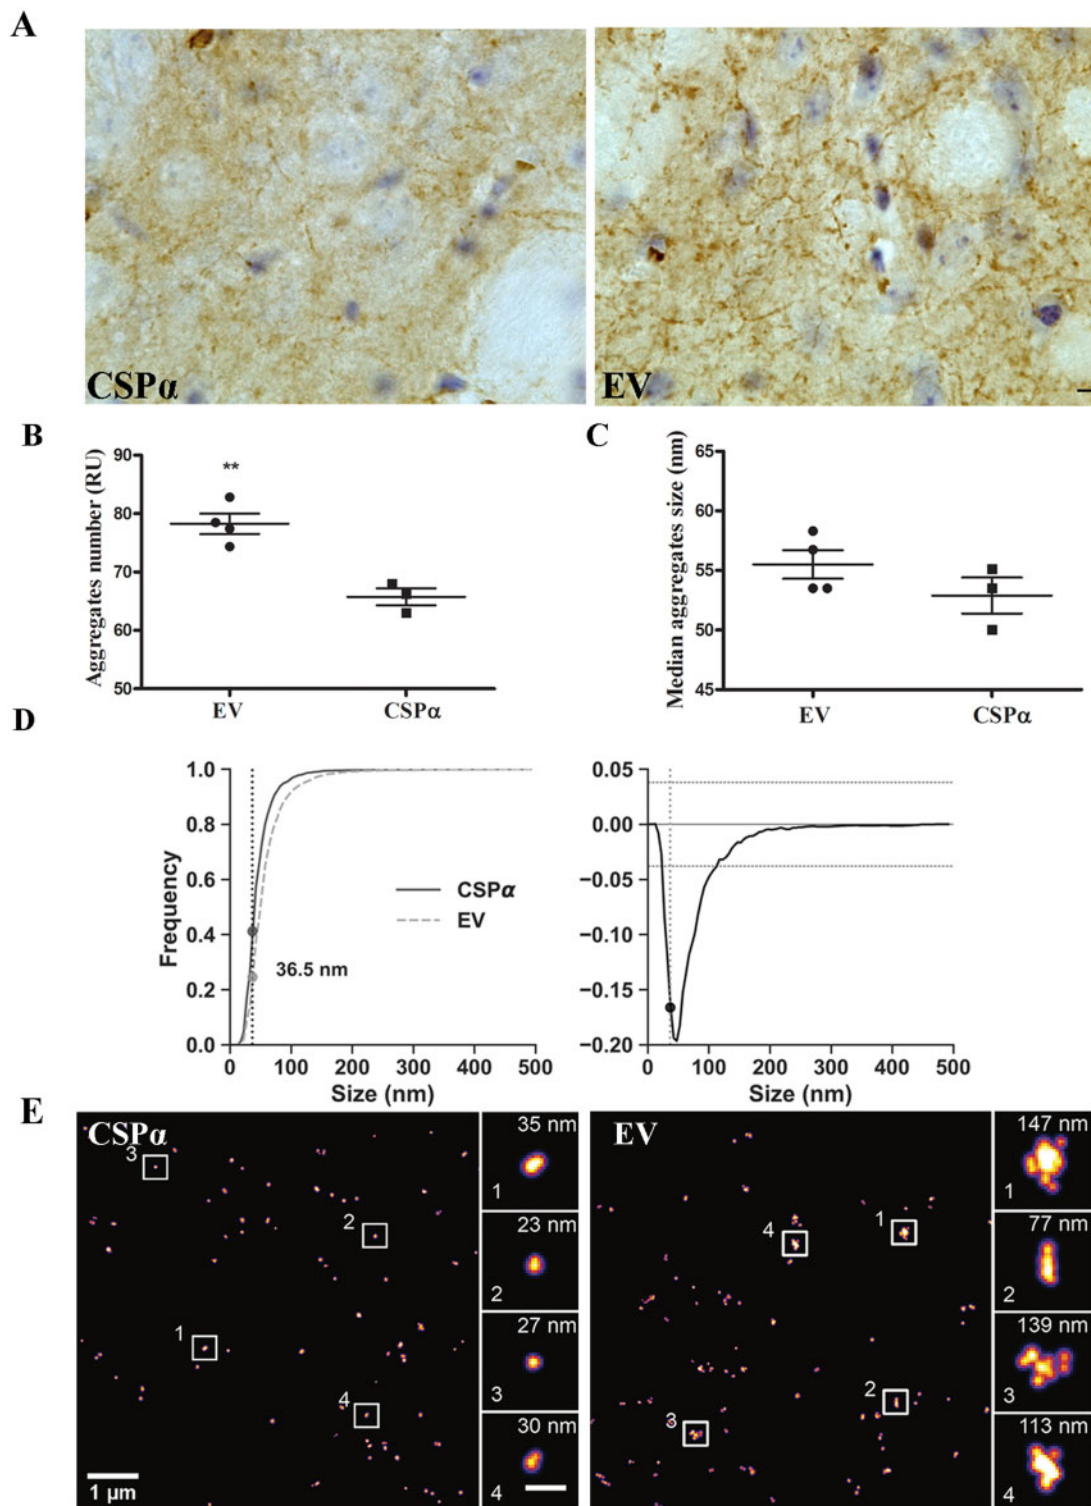 A
CSPα
EV
B
Aggregates number (RU)
90
80
70
60
50
**
EV
CSPα
C
Median aggregates size (nm)
65
60
55
50
45
EV
CSPα
D
Frequency
1.0
0.8
0.6
0.4
0.2
0.0
CSPα
EV
36.5 nm
0 100 200 300 400 500
Size (nm)
0.05
0.00
−0.05
−0.10
−0.15
−0.20
0 100 200 300 400 500
Size (nm)
E
CSPα
3
2
1
4
1 µm
35 nm
1
23 nm
2
27 nm
3
30 nm
4
EV
4
1
2
3
147 nm
1
77 nm
2
139 nm
3
113 nm
4